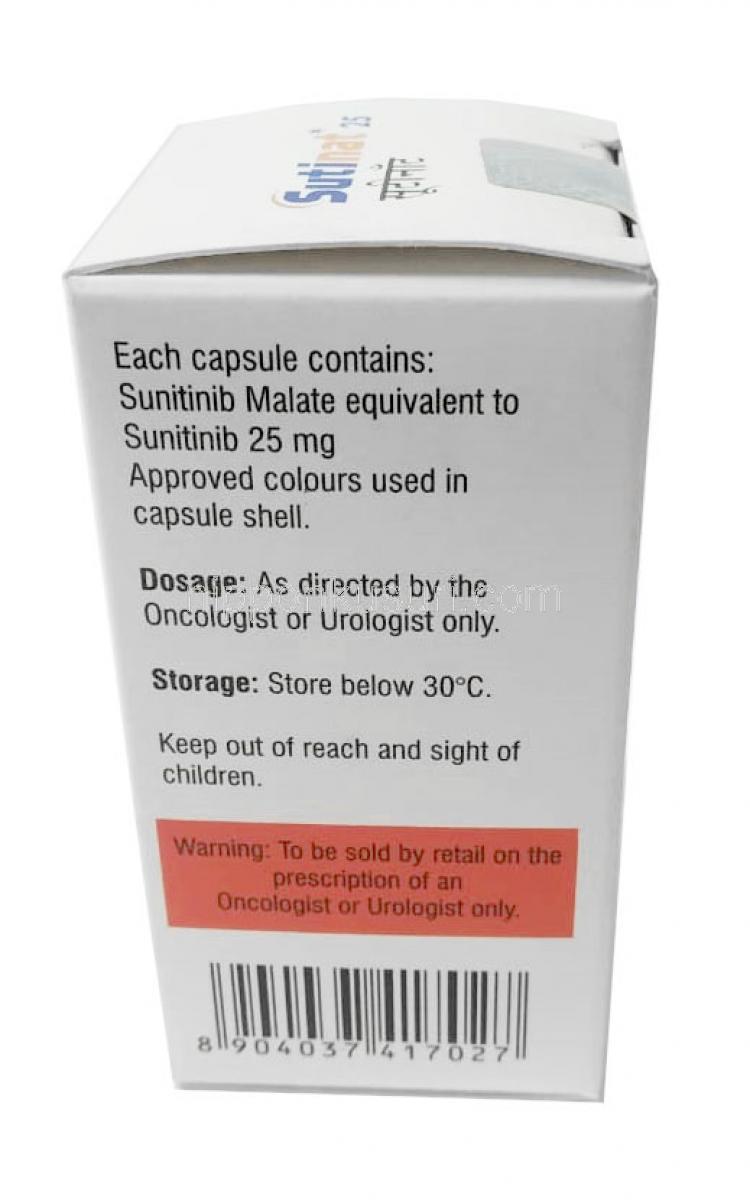 Sutinat 25
सूटीनॅट
Each capsule contains:
Sunitinib Malate equivalent to
Sunitinib 25 mg
Approved colours used in
capsule shell.
Dosage: As directed by the
Oncologist or Urologist only.
nipponkusuri.com
Storage: Store below 30°C.
Keep out of reach and sight of
children.
Warning: To be sold by retail on the
prescription of an
Oncologist or Urologist only.
8 904037 417027